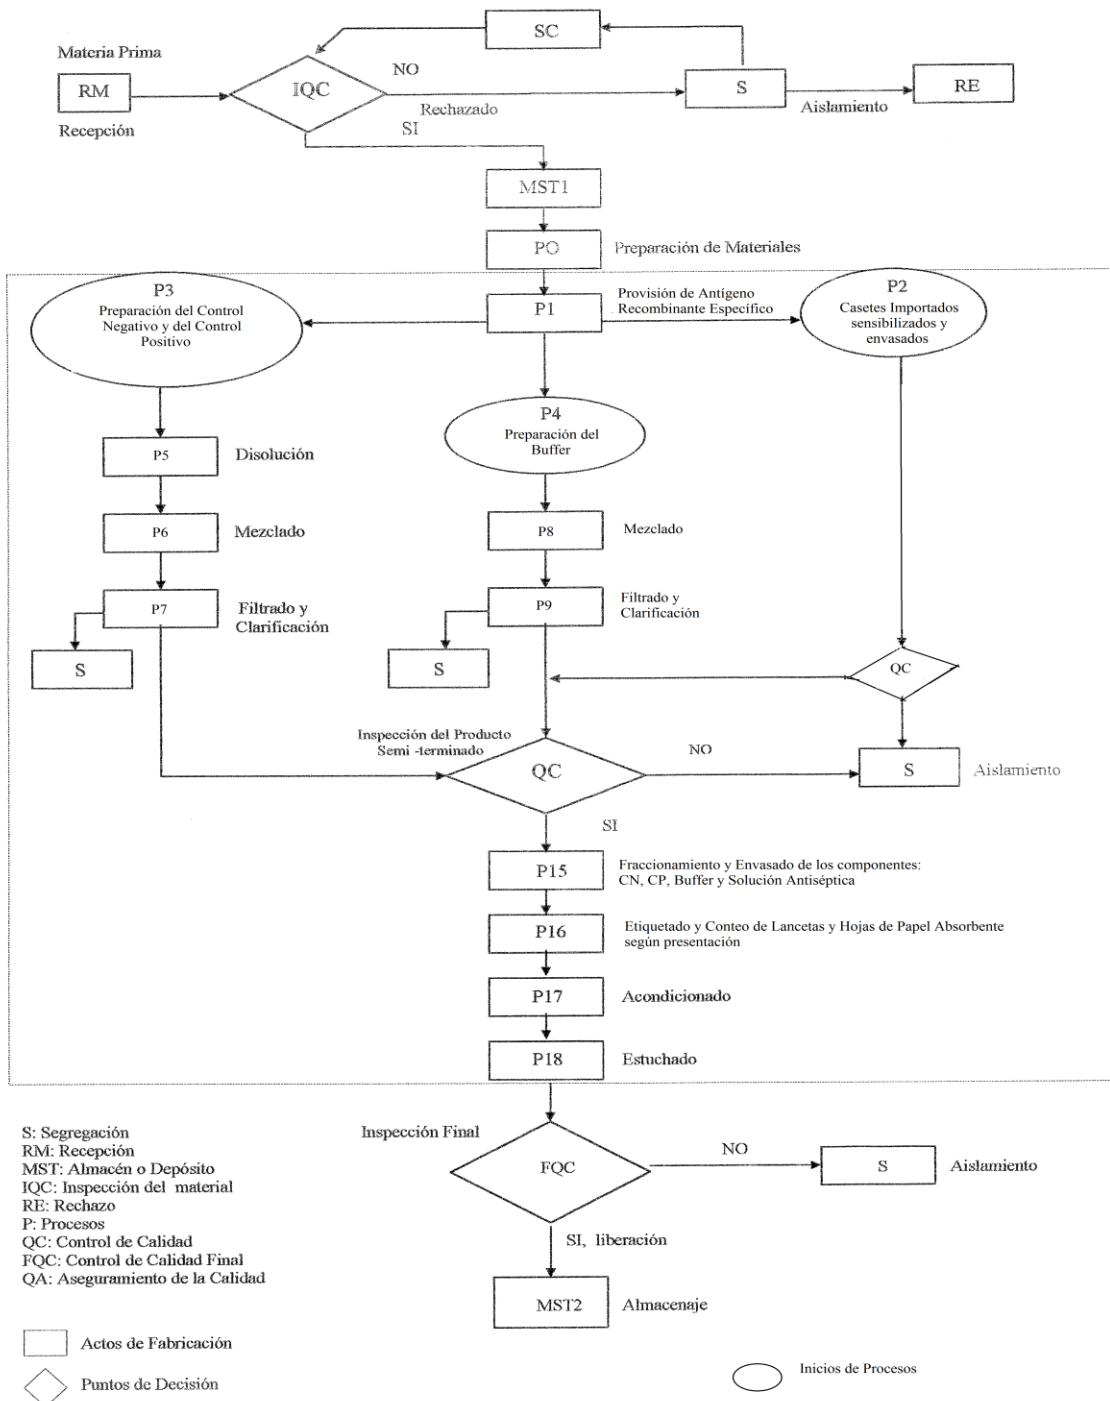 SC
Materia Prima
RM
IQC
NO
Rechazado
S
Aislamiento
RE
Recepción
SI
MST1
PO
Preparación de Materiales
P3
Preparación del Control
Negativo y del Control
Positivo
P1
Provisión de Antígeno
Recombinante Específico
P2
Casetes Importados
sensibilizados y
envasados
P4
Preparación del
Buffer
P5
Disolución
P6
Mezclado
P8
Mezclado
P7
Filtrado y
Clarificación
P9
Filtrado y
Clarificación
S
S
QC
Inspección del Producto
Semi -terminado
QC
NO
S
Aislamiento
SI
P15
Fraccionamiento y Envasado de los componentes:
CN, CP, Buffer y Solución Antiséptica
P16
Etiquetado y Conteo de Lancetas y Hojas de Papel Absorbente
según presentación
P17
Acondicionado
P18
Estuchado
Inspección Final
FQC
NO
S
Aislamiento
SI, liberación
MST2
Almacenaje
S: Segregación
RM: Recepción
MST: Almacén o Depósito
IQC: Inspección del material
RE: Rechazo
P: Procesos
QC: Control de Calidad
FQC: Control de Calidad Final
QA: Aseguramiento de la Calidad
Actos de Fabricación
Puntos de Decisión
Inicios de Procesos